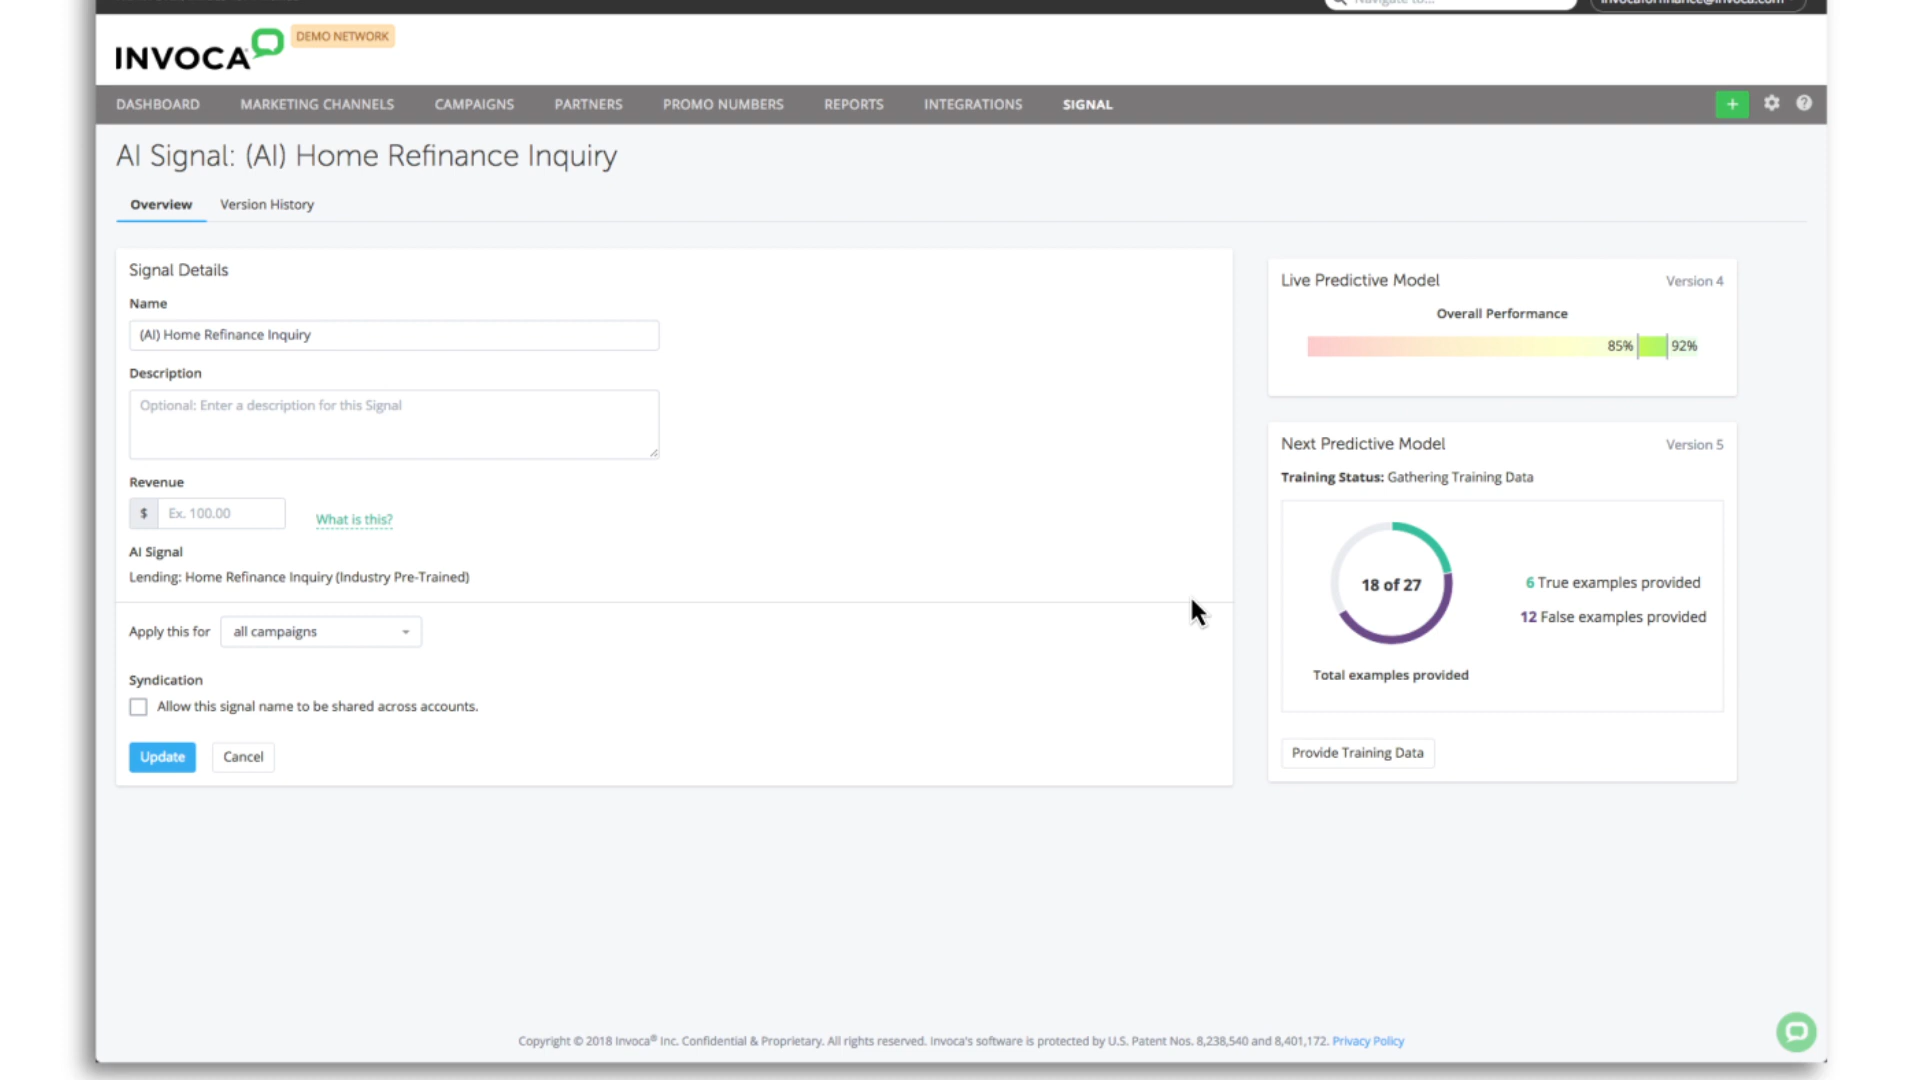 Navigate to...
invocaforfinance@invoca.com
INVOCA
DEMO NETWORK
DASHBOARD
MARKETING CHANNELS
CAMPAIGNS
PARTNERS
PROMO NUMBERS
REPORTS
INTEGRATIONS
SIGNAL
+
?
AI Signal: (AI) Home Refinance Inquiry
Overview
Version History
Signal Details
Name
(AI) Home Refinance Inquiry
Description
Optional: Enter a description for this Signal
Revenue
$
Ex. 100.00
What is this?
AI Signal
Lending: Home Refinance Inquiry (Industry Pre-Trained)
Apply this for
all campaigns
Syndication
Allow this signal name to be shared across accounts.
Update
Cancel
Live Predictive Model
Version 4
Overall Performance
85%
92%
Next Predictive Model
Version 5
Training Status: Gathering Training Data
18 of 27
6 True examples provided
12 False examples provided
Total examples provided
Provide Training Data
Copyright © 2018 Invoca® Inc. Confidential & Proprietary. All rights reserved. Invoca's software is protected by U.S. Patent Nos. 8,238,540 and 8,401,172. Privacy Policy